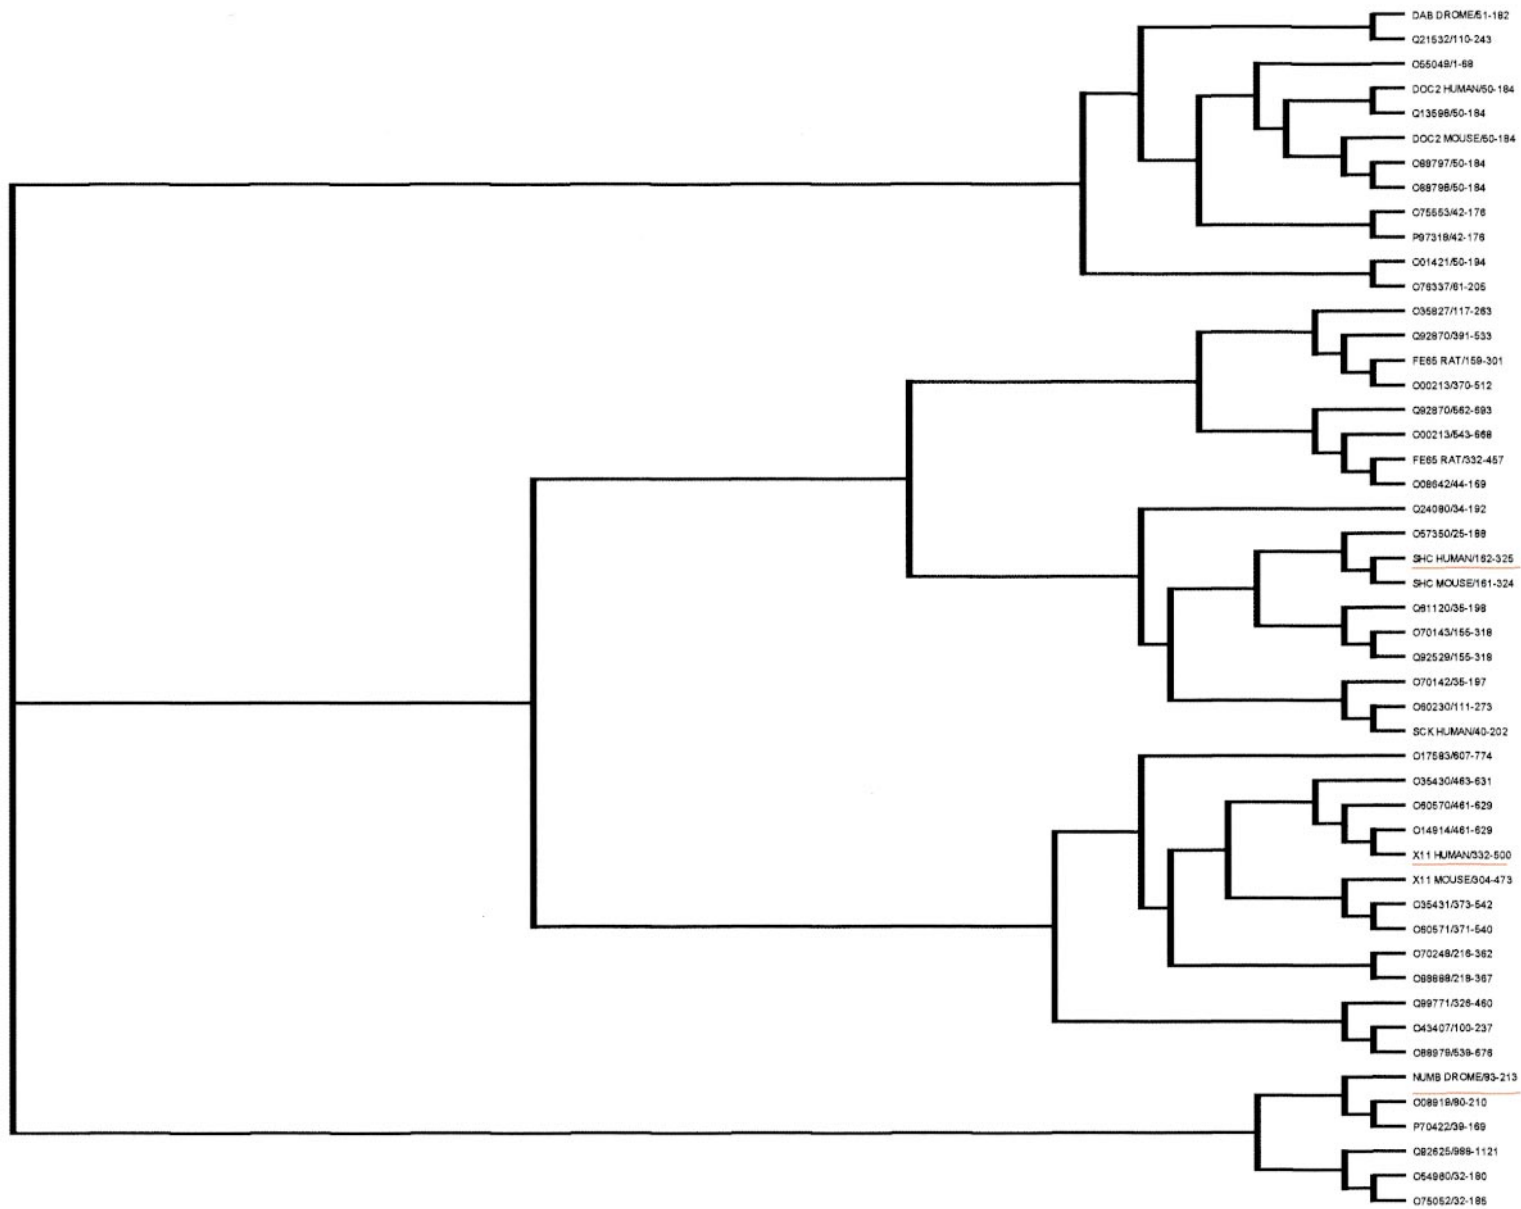 DAB DROME/51-182
Q21532/110-243
O55049/1-68
DOC2 HUMAN/50-184
Q13598/50-184
DOC2 MOUSE/50-184
O88797/50-184
O88798/50-184
O75553/42-176
P97318/42-176
O01421/50-194
O76337/61-205
O35827/117-263
Q92870/391-533
FE65 RAT/159-301
O00213/370-512
Q92870/562-693
O00213/543-668
FE65 RAT/332-457
O08642/44-169
Q24080/34-192
O57350/25-188
SHC HUMAN/162-325
SHC MOUSE/161-324
Q61120/35-198
O70143/155-318
Q92529/155-318
O70142/35-197
O60230/111-273
SCK HUMAN/40-202
O17583/607-774
O35430/463-631
O60570/461-629
O14914/461-629
X11 HUMAN/332-500
X11 MOUSE/304-473
O35431/373-542
O60571/371-540
O70248/216-362
O88888/218-367
Q99771/326-460
O43407/100-237
O88979/539-676
NUMB DROME/83-213
O08919/80-210
P70422/39-169
Q92625/986-1121
O54960/32-180
O75052/32-185